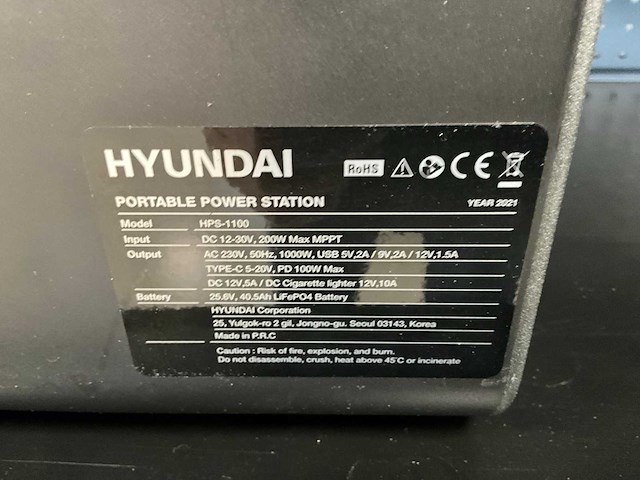 HYUNDAI RoHS CE
PORTABLE POWER STATION YEAR 2021
Model HPS-1100
Input DC 12-30V, 200W Max MPPT
Output AC 230V, 50Hz, 1000W, USB 5V,2A / 9V,2A / 12V,1.5A
TYPE-C 5-20V, PD 100W Max
DC 12V,5A / DC Cigarette lighter 12V,10A
Battery 25.6V, 40.5Ah LiFePO4 Battery
HYUNDAI Corporation
25, Yulgok-ro 2 gil, Jongno-gu. Seoul 03143, Korea
Made in P.R.C
Caution : Risk of fire, explosion, and burn.
Do not disassemble, crush, heat above 45°C or incinerate